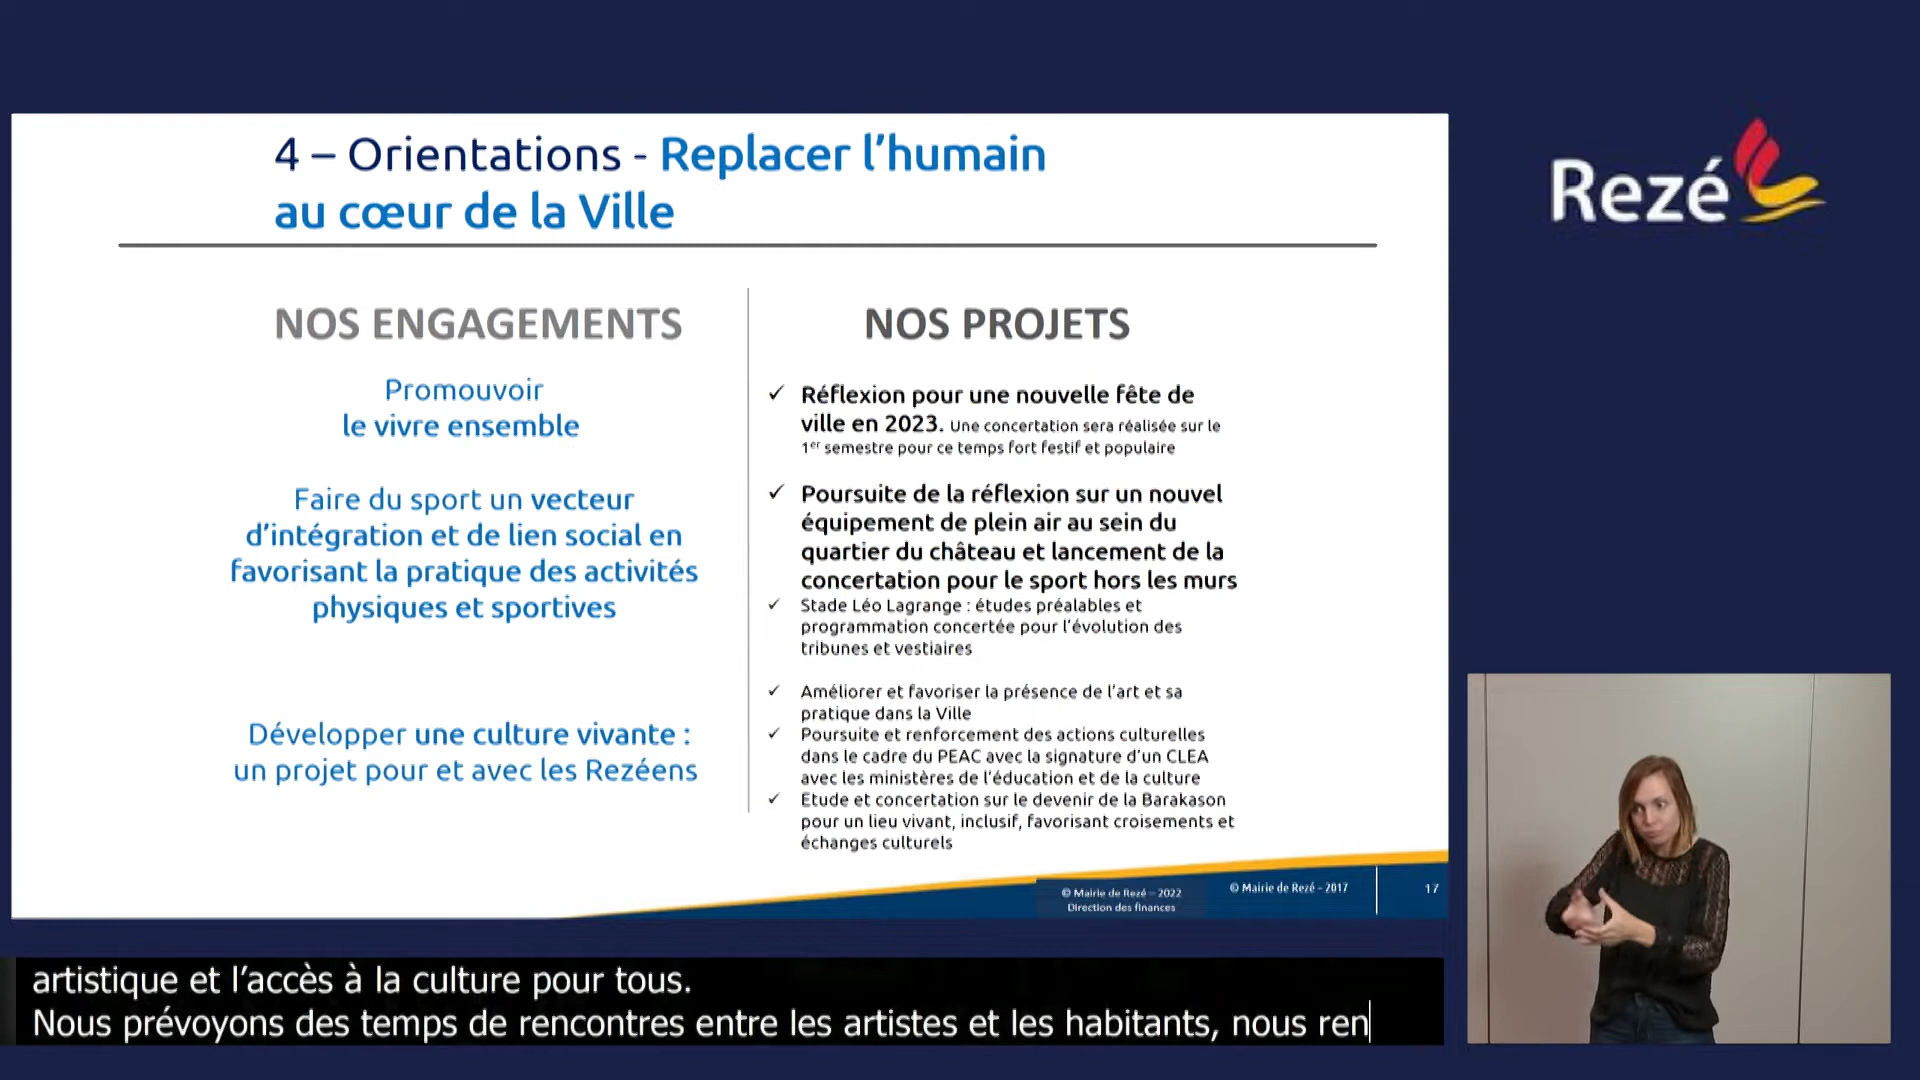 4 – Orientations - Replacer l’humain
au cœur de la Ville
Rezé
NOS ENGAGEMENTS
Promouvoir
le vivre ensemble
Faire du sport un vecteur
d’intégration et de lien social en
favorisant la pratique des activités
physiques et sportives
Développer une culture vivante :
un projet pour et avec les Rezéens
NOS PROJETS
✓ Réflexion pour une nouvelle fête de
ville en 2023. Une concertation sera réalisée sur le
1er semestre pour ce temps fort festif et populaire
✓ Poursuite de la réflexion sur un nouvel
équipement de plein air au sein du
quartier du château et lancement de la
concertation pour le sport hors les murs
✓ Stade Léo Lagrange : études préalables et
programmation concertée pour l’évolution des
tribunes et vestiaires
✓ Améliorer et favoriser la présence de l’art et sa
pratique dans la Ville
✓ Poursuite et renforcement des actions culturelles
dans le cadre du PEAC avec la signature d’un CLEA
avec les ministères de l’éducation et de la culture
✓ Etude et concertation sur le devenir de la Barakason
pour un lieu vivant, inclusif, favorisant croisements et
échanges culturels
© Mairie de Rezé – 2022
Direction des finances
© Mairie de Rezé – 2017
17
artistique et l’accès à la culture pour tous.
Nous prévoyons des temps de rencontres entre les artistes et les habitants, nous ren